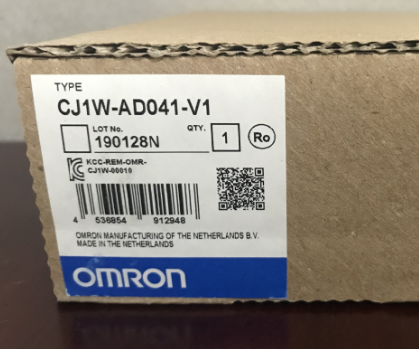 TYPE
CJ1W-AD041-V1
LOT No. QTY.
190128N 1 Ro
KCC-REM-OMR-
CJ1W-00019
4 536854 912948
OMRON MANUFACTURING OF THE NETHERLANDS B.V.
MADE IN THE NETHERLANDS
OMRON